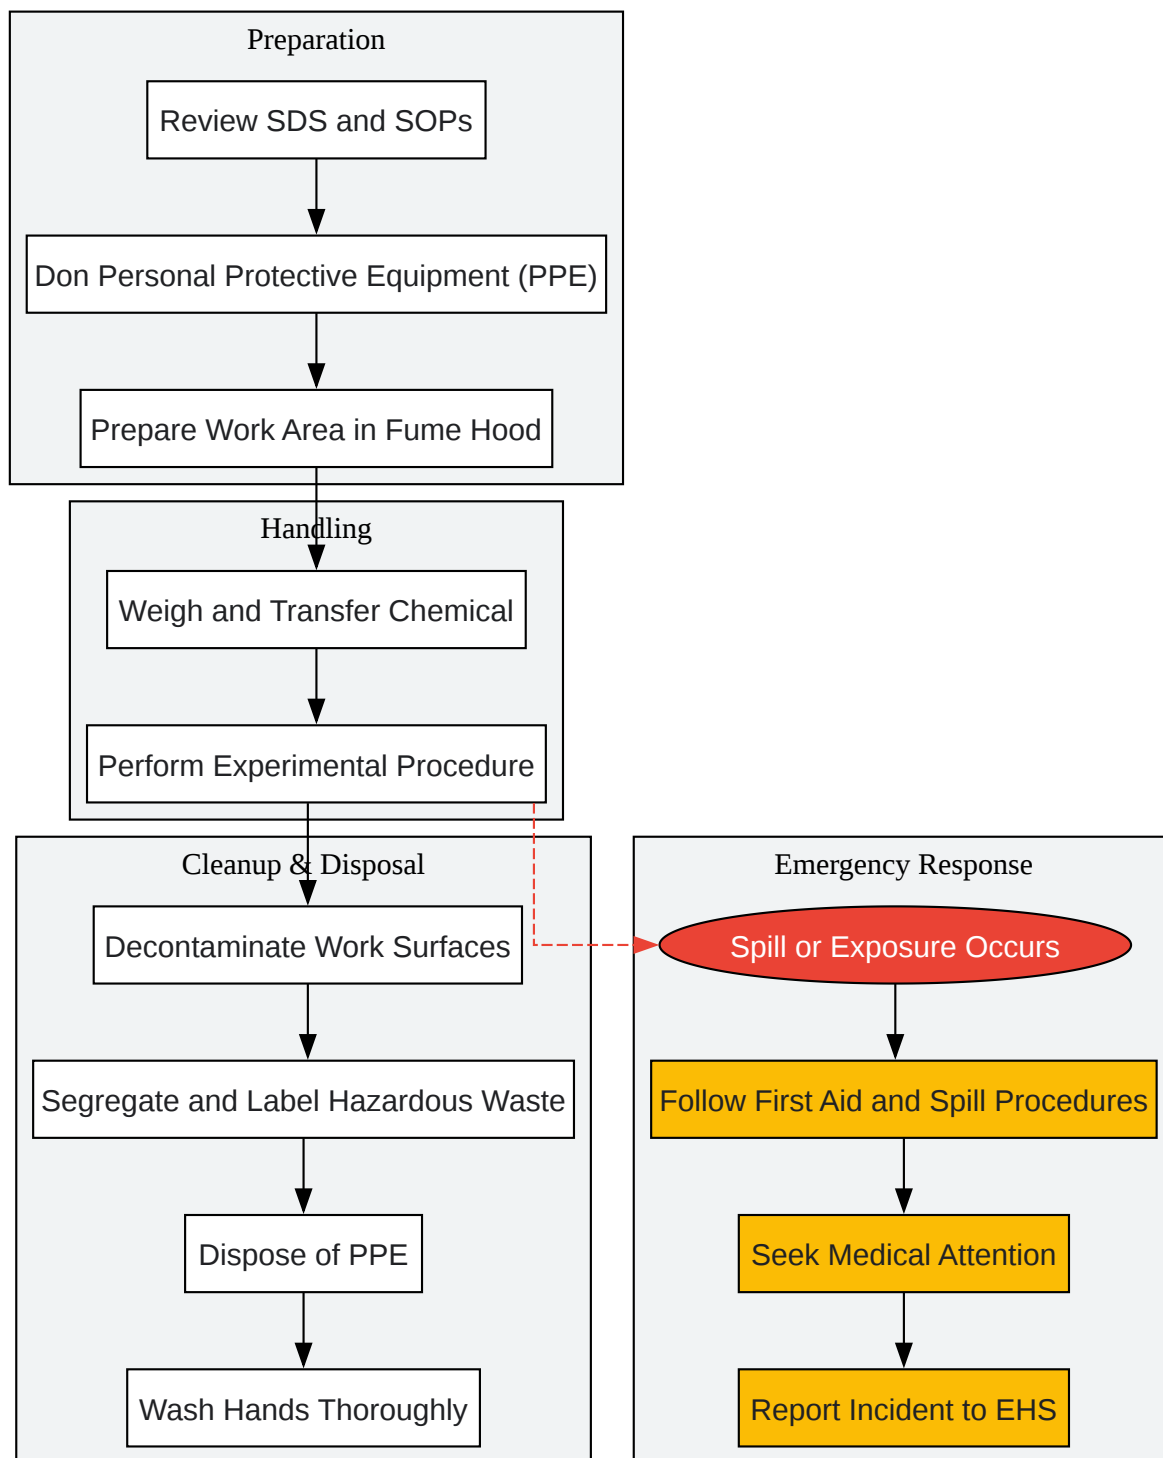 Preparation
Review SDS and SOPs
Don Personal Protective Equipment (PPE)
Prepare Work Area in Fume Hood
Handling
Weigh and Transfer Chemical
Perform Experimental Procedure
Cleanup & Disposal
Decontaminate Work Surfaces
Segregate and Label Hazardous Waste
Dispose of PPE
Wash Hands Thoroughly
Emergency Response
Spill or Exposure Occurs
Follow First Aid and Spill Procedures
Seek Medical Attention
Report Incident to EHS